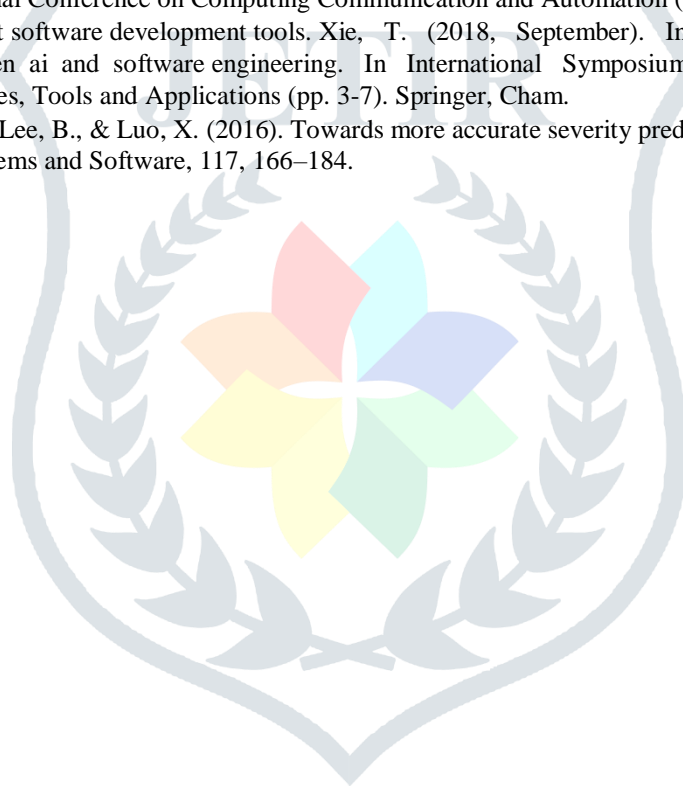 nal Conference on Computing Communication and Automation (
t software development tools. Xie, T. (2018, September). In
en ai and software engineering. In International Symposium
es, Tools and Applications (pp. 3-7). Springer, Cham.
Lee, B., & Luo, X. (2016). Towards more accurate severity pred
ems and Software, 117, 166–184.
JETIR